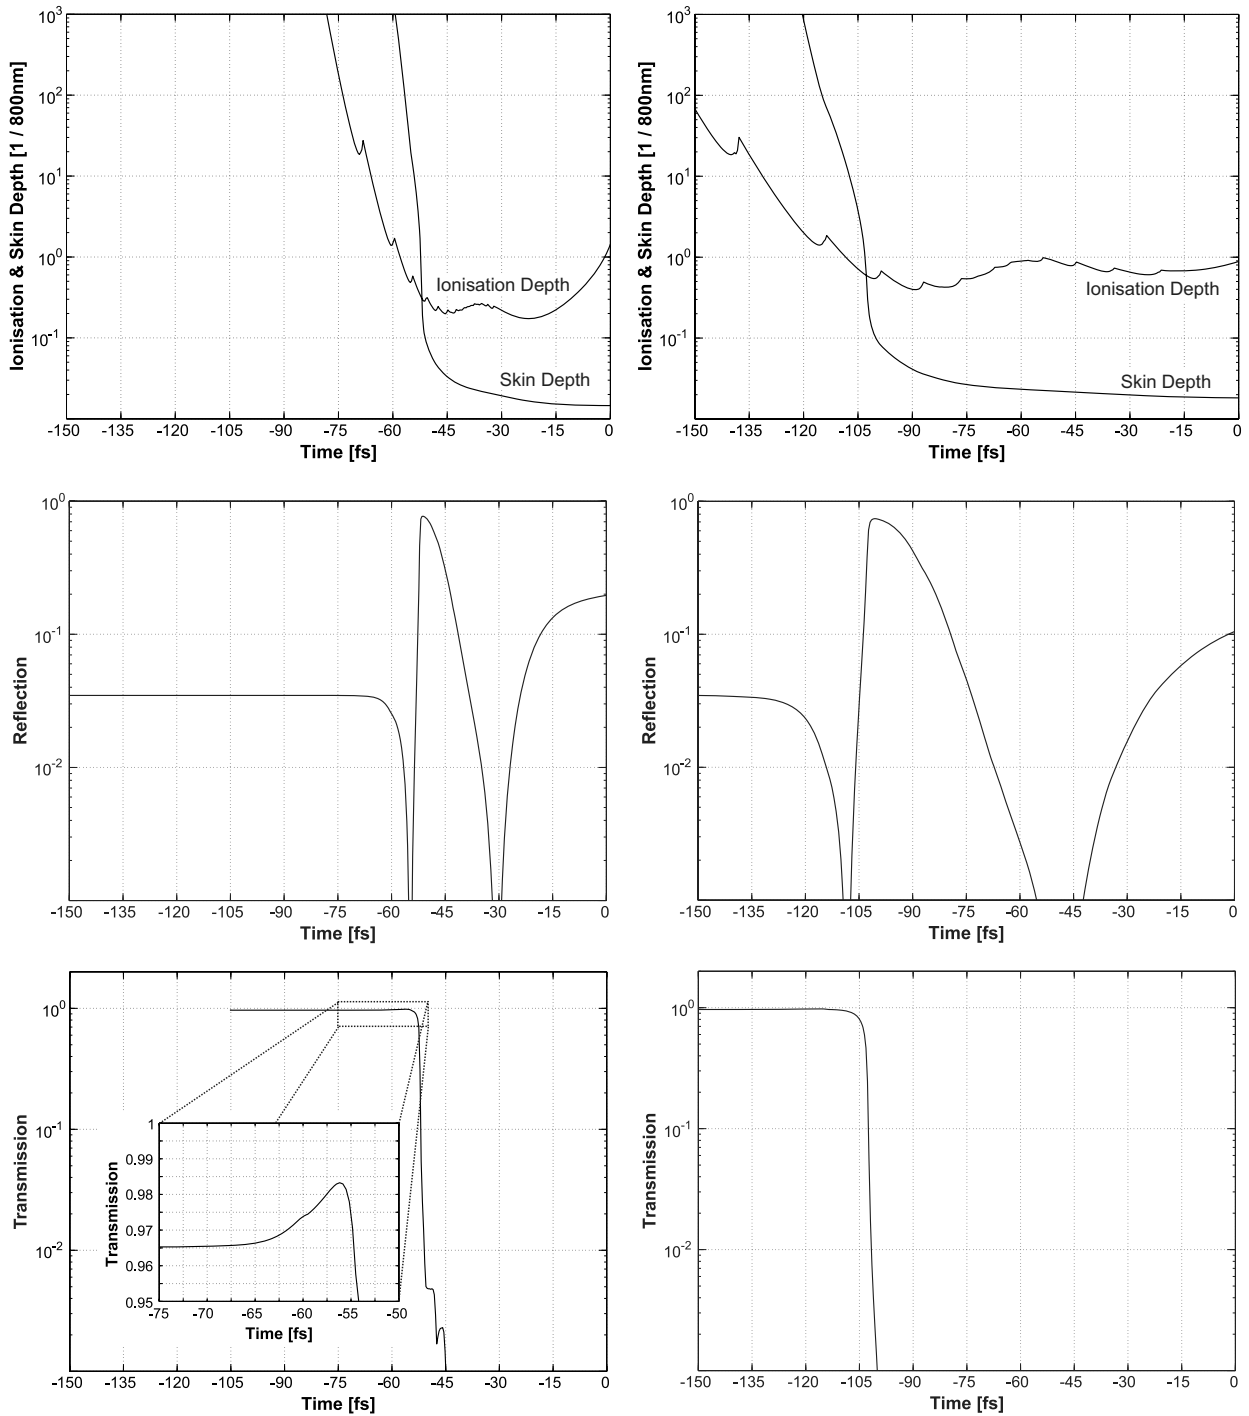 Ionisation & Skin Depth [1 / 800nm]
10^3
10^2
10^1
10^0
10^-1
Ionisation Depth
Skin Depth
-150 -135 -120 -105 -90 -75 -60 -45 -30 -15 0
Time [fs]
Ionisation & Skin Depth [1 / 800nm]
10^3
10^2
10^1
10^0
10^-1
Ionisation Depth
Skin Depth
-150 -135 -120 -105 -90 -75 -60 -45 -30 -15 0
Time [fs]
Reflection
10^0
10^-1
10^-2
-150 -135 -120 -105 -90 -75 -60 -45 -30 -15 0
Time [fs]
Reflection
10^0
10^-1
10^-2
-150 -135 -120 -105 -90 -75 -60 -45 -30 -15 0
Time [fs]
Transmission
10^0
10^-1
10^-2
Transmission
1
0.99
0.98
0.97
0.96
0.95
-75 -70 -65 -60 -55 -50
Time [fs]
-150 -135 -120 -105 -90 -75 -60 -45 -30 -15 0
Time [fs]
Transmission
10^0
10^-1
10^-2
-150 -135 -120 -105 -90 -75 -60 -45 -30 -15 0
Time [fs]